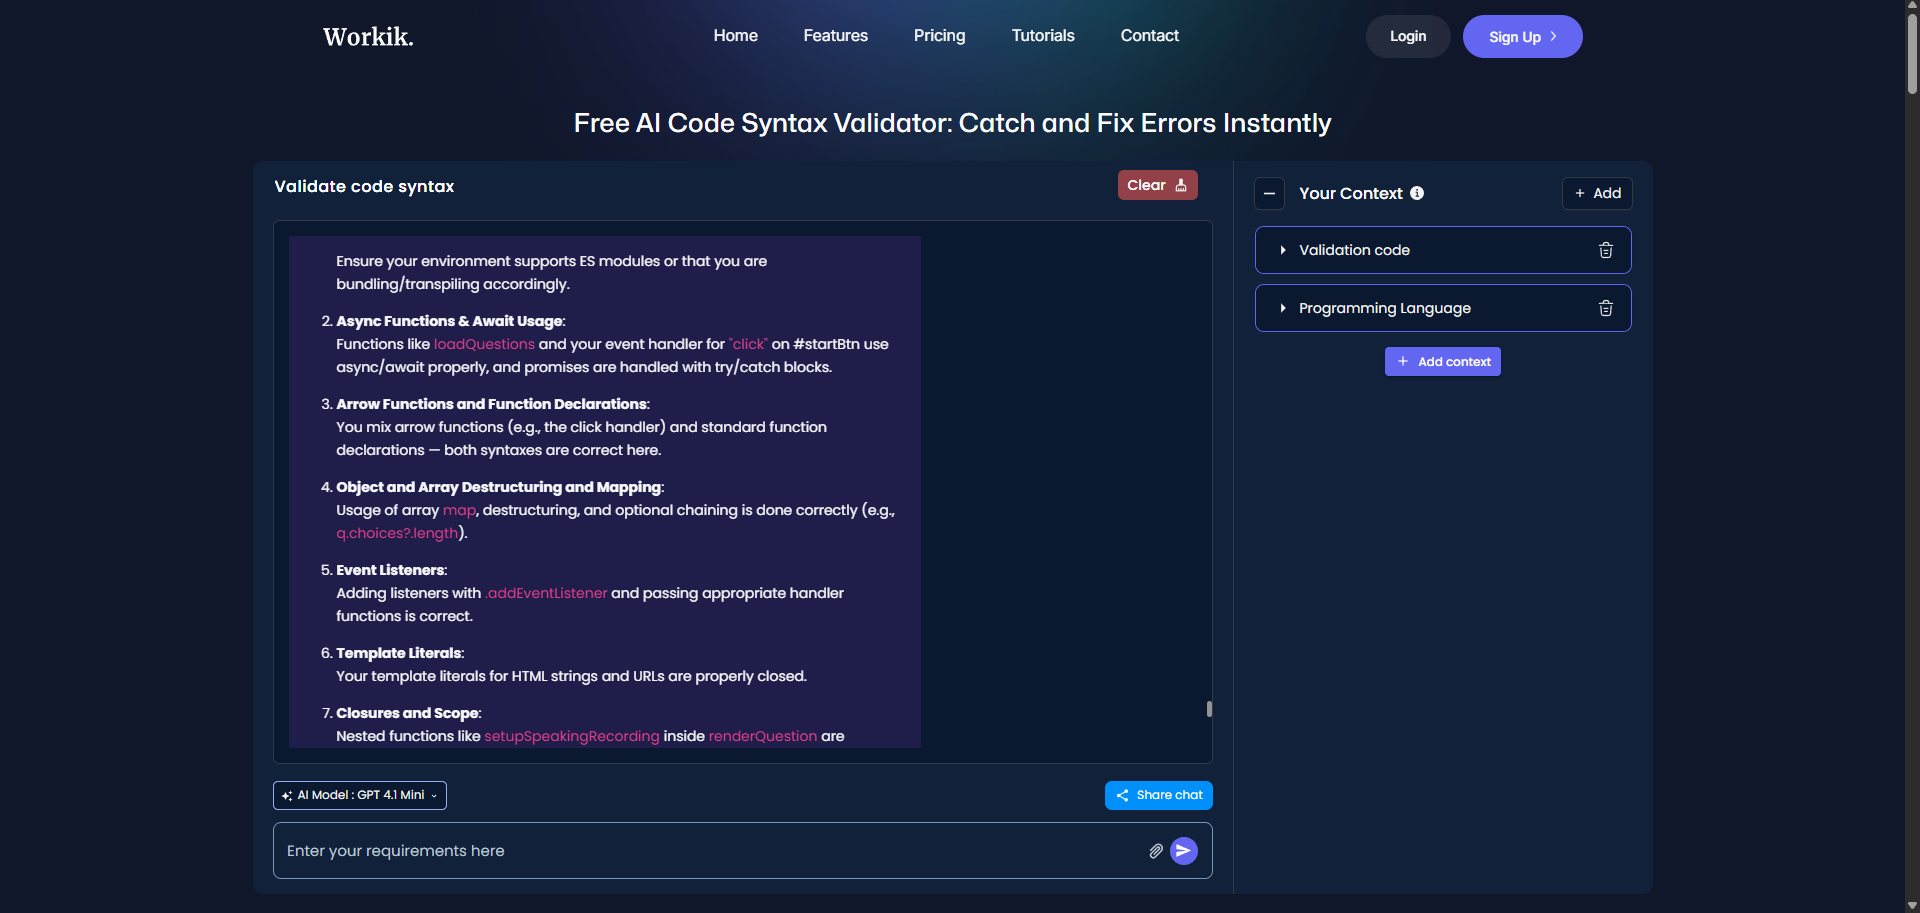 Workik.
Home Features Pricing Tutorials Contact
Login
Sign Up
Free AI Code Syntax Validator: Catch and Fix Errors Instantly
Validate code syntax
Clear
Ensure your environment supports ES modules or that you are
bundling/transpiling accordingly.
2. Async Functions & Await Usage:
Functions like loadQuestions and your event handler for "click" on #startBtn use
async/await properly, and promises are handled with try/catch blocks.
3. Arrow Functions and Function Declarations:
You mix arrow functions (e.g., the click handler) and standard function
declarations — both syntaxes are correct here.
4. Object and Array Destructuring and Mapping:
Usage of array map, destructuring, and optional chaining is done correctly (e.g.,
q.choices?.length).
5. Event Listeners:
Adding listeners with .addEventListener and passing appropriate handler
functions is correct.
6. Template Literals:
Your template literals for HTML strings and URLs are properly closed.
7. Closures and Scope:
Nested functions like setupSpeakingRecording inside renderQuestion are
AI Model : GPT 4.1 Mini
Share chat
Enter your requirements here
Your Context
+ Add
Validation code
Programming Language
+ Add context